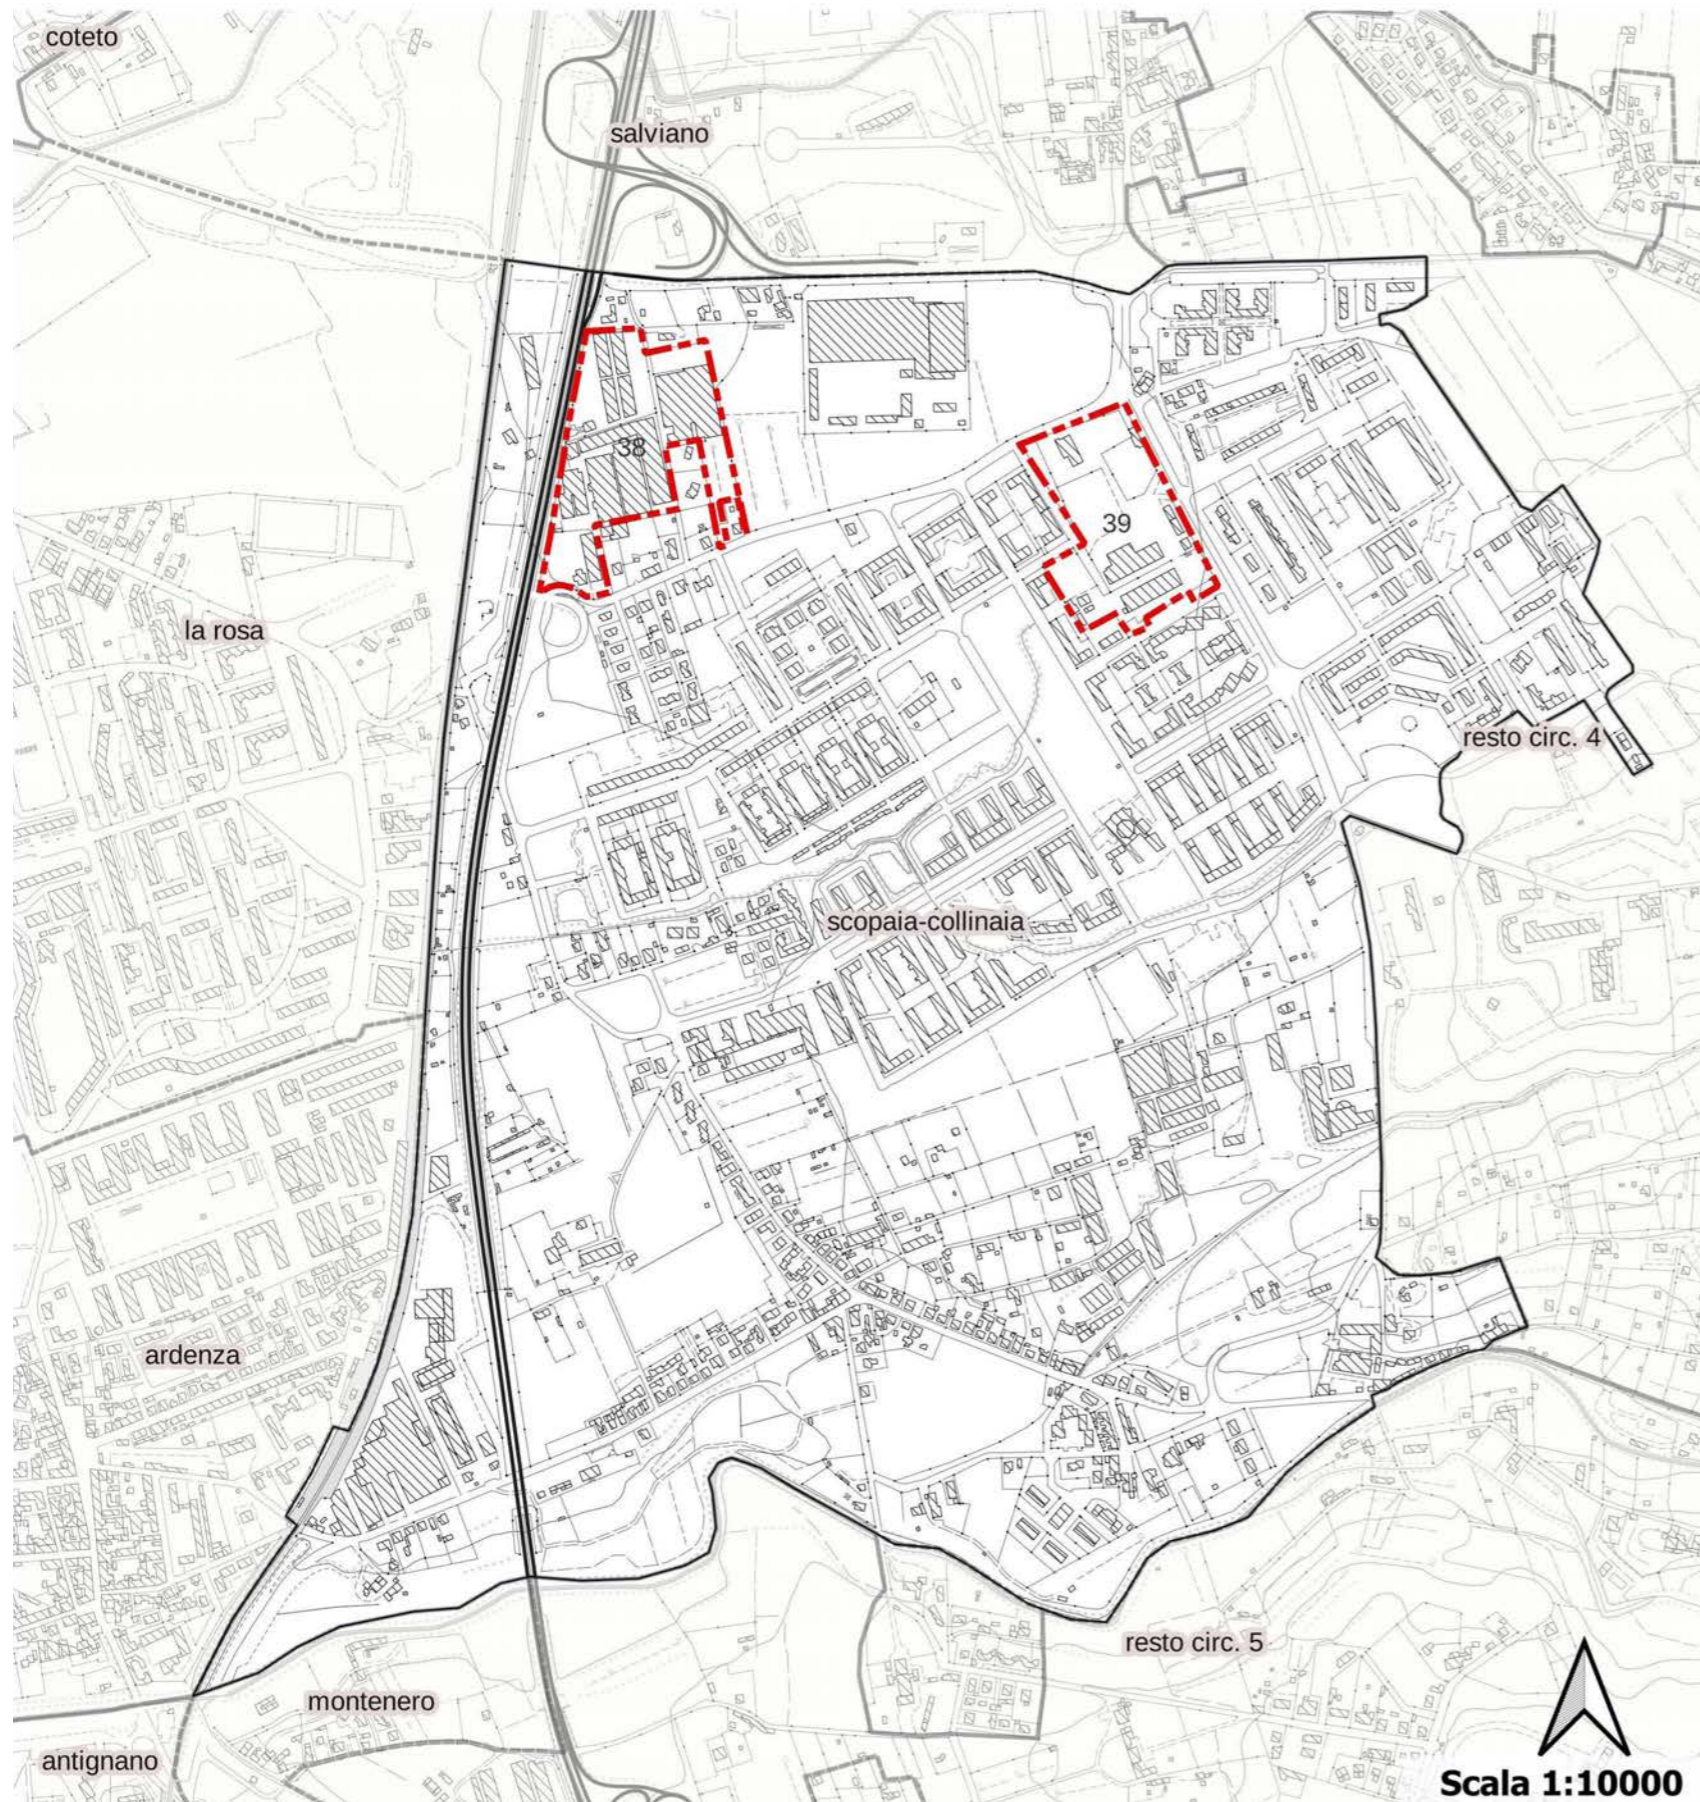 coteto
salviano
38
39
la rosa
resto circ. 4
scopaia-collinaia
ardenza
resto circ. 5
montenero
antignano
Scala 1:10000